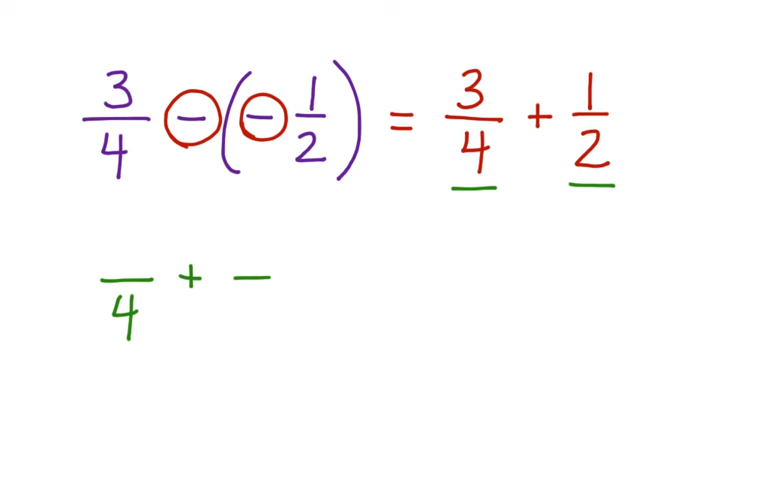 3/4 - (- 1/2) = 3/4 + 1/2
/4 + —